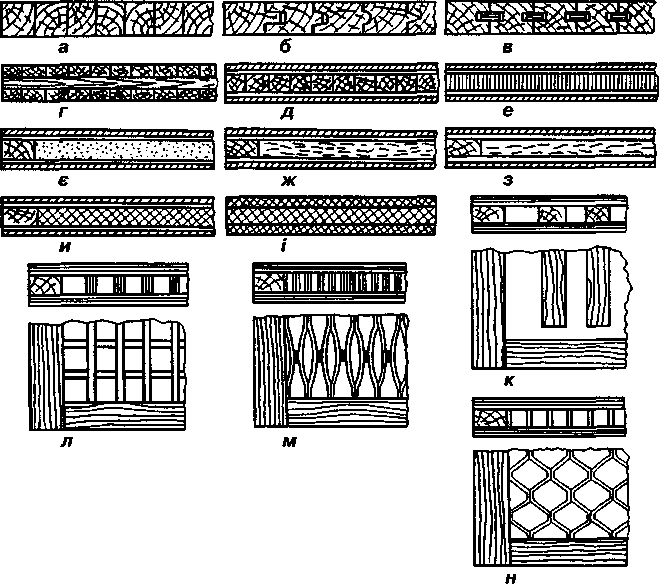 а б в
г д е
є ж з
и і
к
л м
н